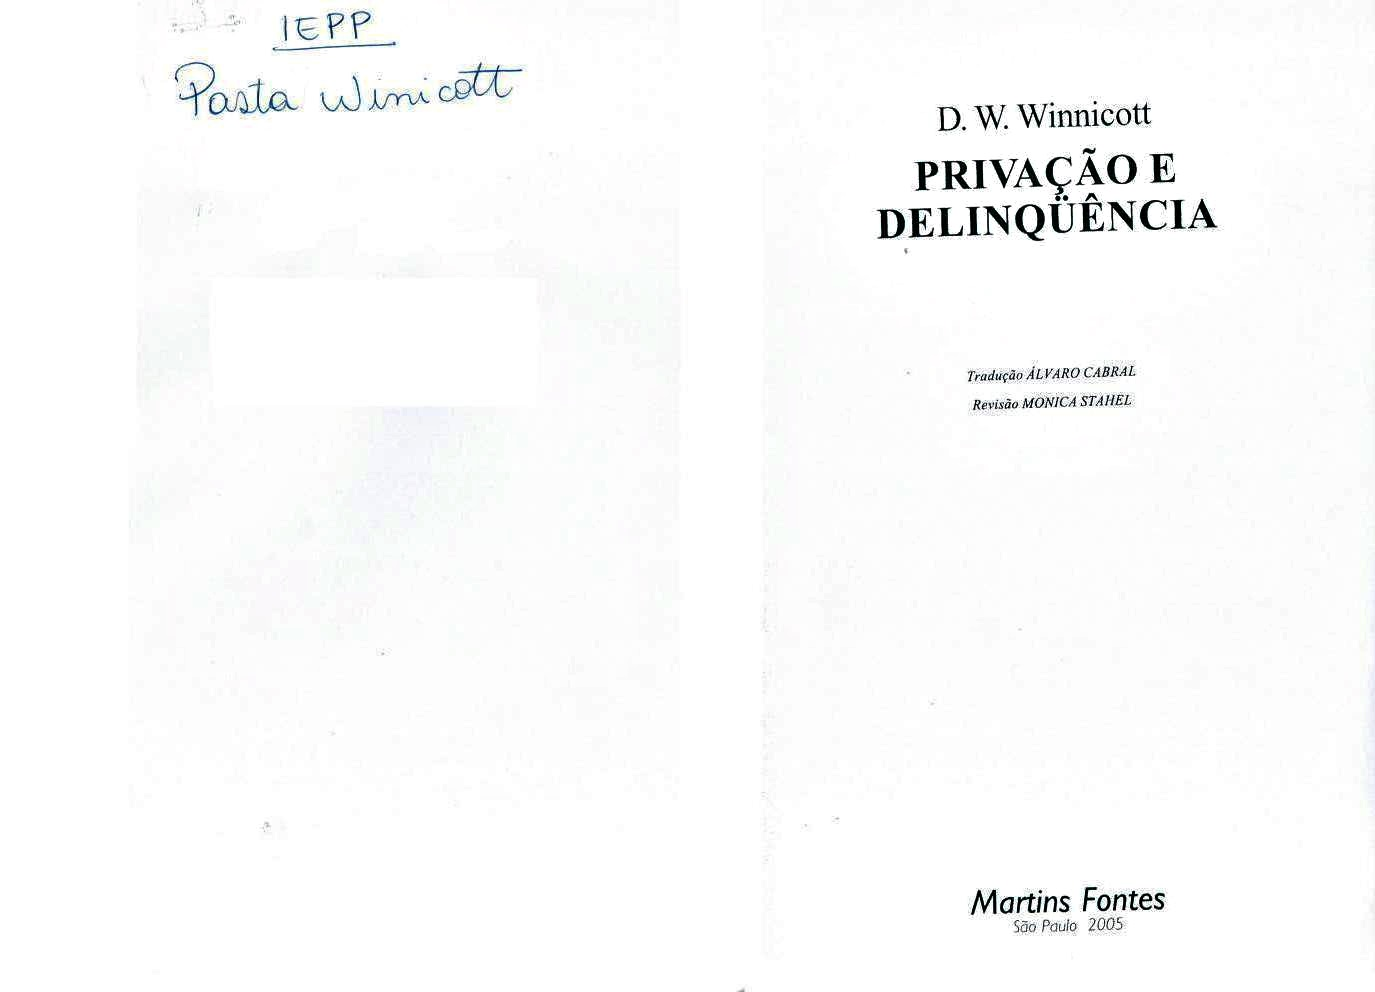 IEPP
Pasta Winicott
D. W. Winnicott
PRIVAÇÃO E
DELINQÜÊNCIA
Tradução ÁLVARO CABRAL
Revisão MONICA STAHEL
Martins Fontes
São Paulo 2005